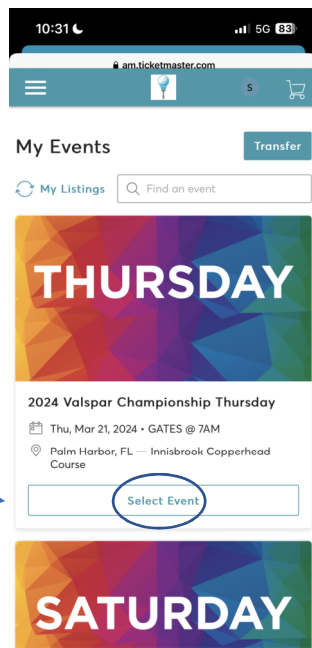 10:31 5G 83
am.ticketmaster.com
S
My Events Transfer
My Listings Find an event
THURSDAY
2024 Valspar Championship Thursday
Thu, Mar 21, 2024 • GATES @ 7AM
Palm Harbor, FL — Innisbrook Copperhead
Course
Select Event
SATURDAY